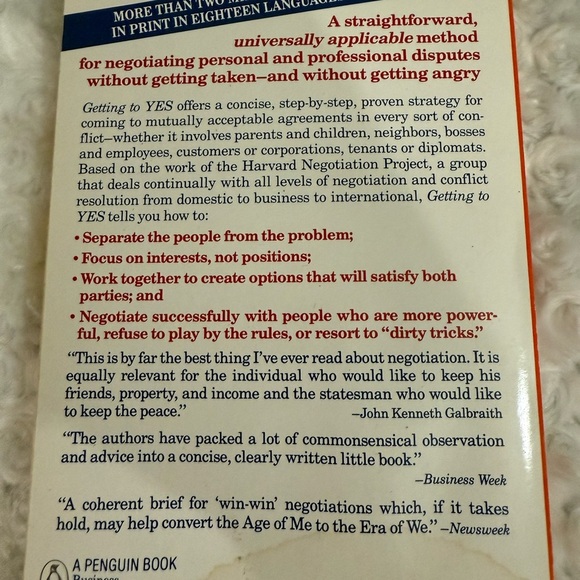 MORE THAN TWO
IN PRINT IN EIGHTEEN LANGUAGES
A straightforward,
universally applicable method
for negotiating personal and professional disputes
without getting taken—and without getting angry
Getting to YES offers a concise, step-by-step, proven strategy for
coming to mutually acceptable agreements in every sort of con-
flict—whether it involves parents and children, neighbors, bosses
and employees, customers or corporations, tenants or diplomats.
Based on the work of the Harvard Negotiation Project, a group
that deals continually with all levels of negotiation and conflict
resolution from domestic to business to international, Getting to
YES tells you how to:
• Separate the people from the problem;
• Focus on interests, not positions;
• Work together to create options that will satisfy both
parties; and
• Negotiate successfully with people who are more power-
ful, refuse to play by the rules, or resort to “dirty tricks.”
“This is by far the best thing I’ve ever read about negotiation. It is
equally relevant for the individual who would like to keep his
friends, property, and income and the statesman who would like
to keep the peace.” —John Kenneth Galbraith
“The authors have packed a lot of commonsensical observation
and advice into a concise, clearly written little book.”
—Business Week
“A coherent brief for ‘win-win’ negotiations which, if it takes
hold, may help convert the Age of Me to the Era of We.” —Newsweek
A PENGUIN BOOK
Business